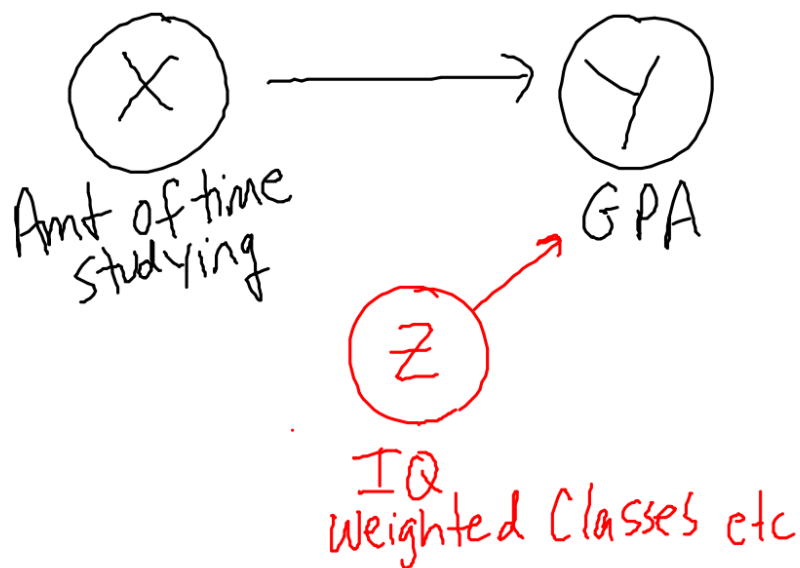 X
Y
Amt of time
studying
GPA
Z
IQ
Weighted Classes etc